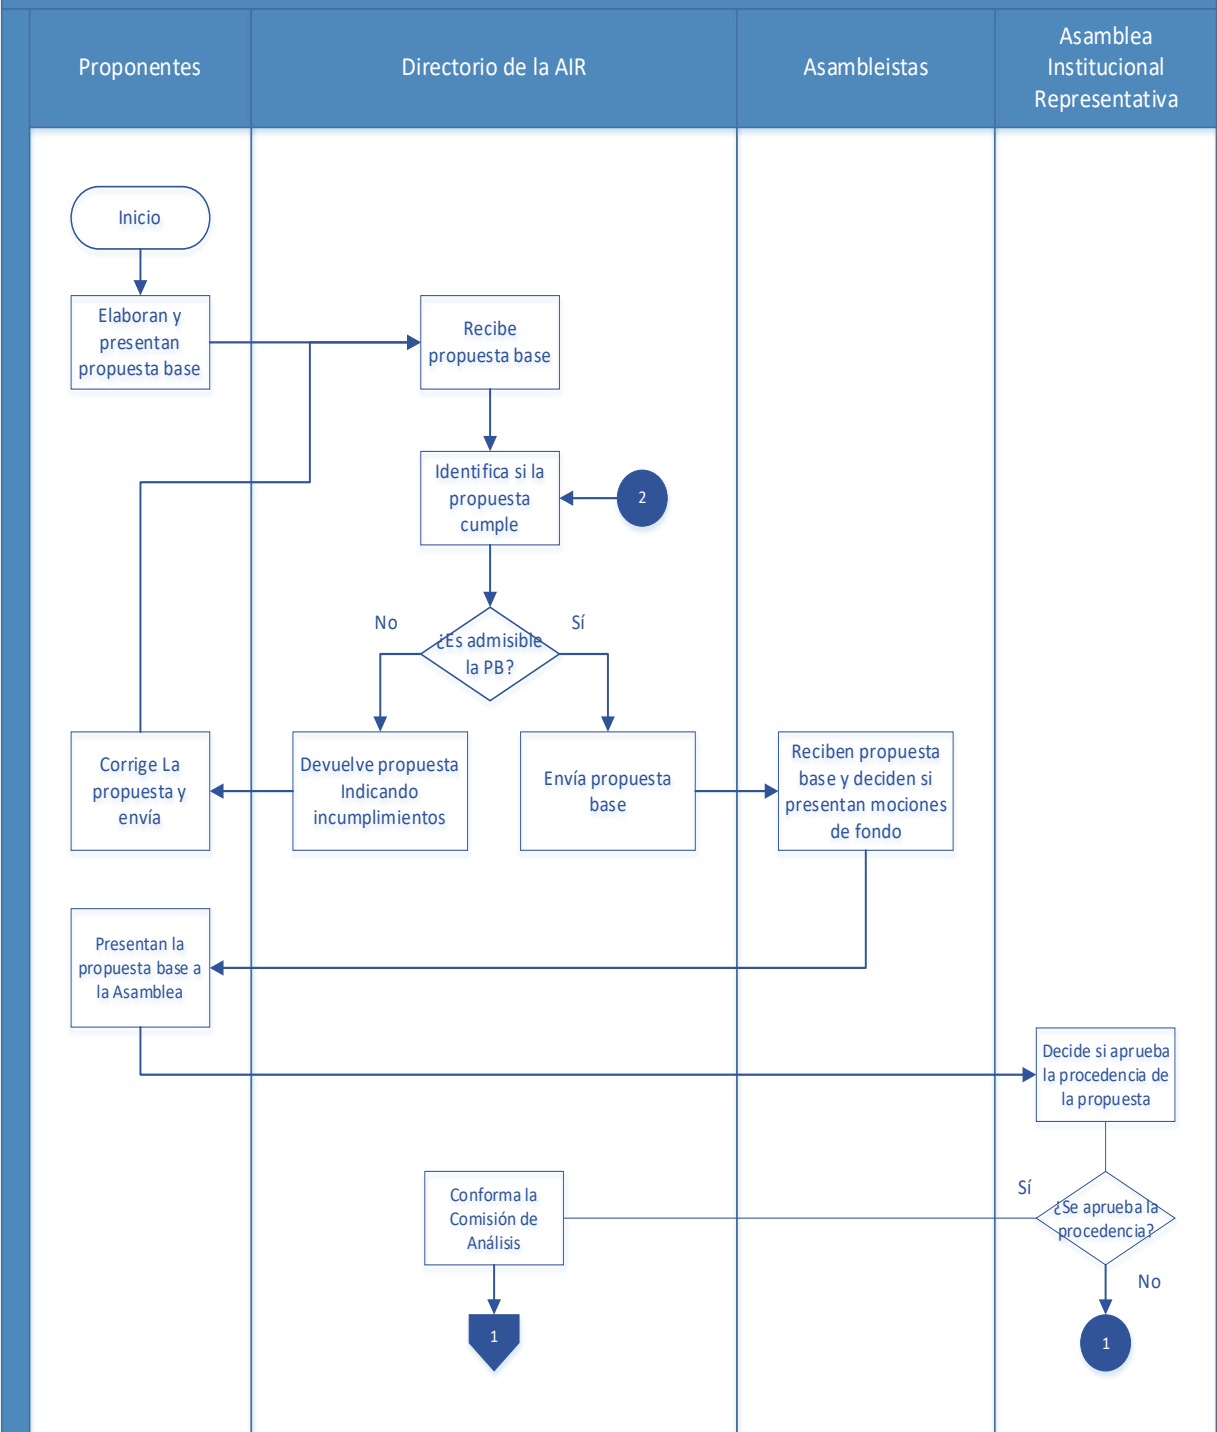 Proponentes
Directorio de la AIR
Asambleistas
Asamblea
Institucional
Representativa
Inicio
Elaboran y
presentan
propuesta base
Recibe
propuesta base
Identifica si la
propuesta
cumple
2
No
Sí
¿Es admisible
la PB?
Corrige La
propuesta y
envía
Devuelve propuesta
Indicando
incumplimientos
Envía propuesta
base
Reciben propuesta
base y deciden si
presentan mociones
de fondo
Presentan la
propuesta base a
la Asamblea
Decide si aprueba
la procedencia de
la propuesta
Conforma la
Comisión de
Análisis
Sí
¿Se aprueba la
procedencia?
No
1
1